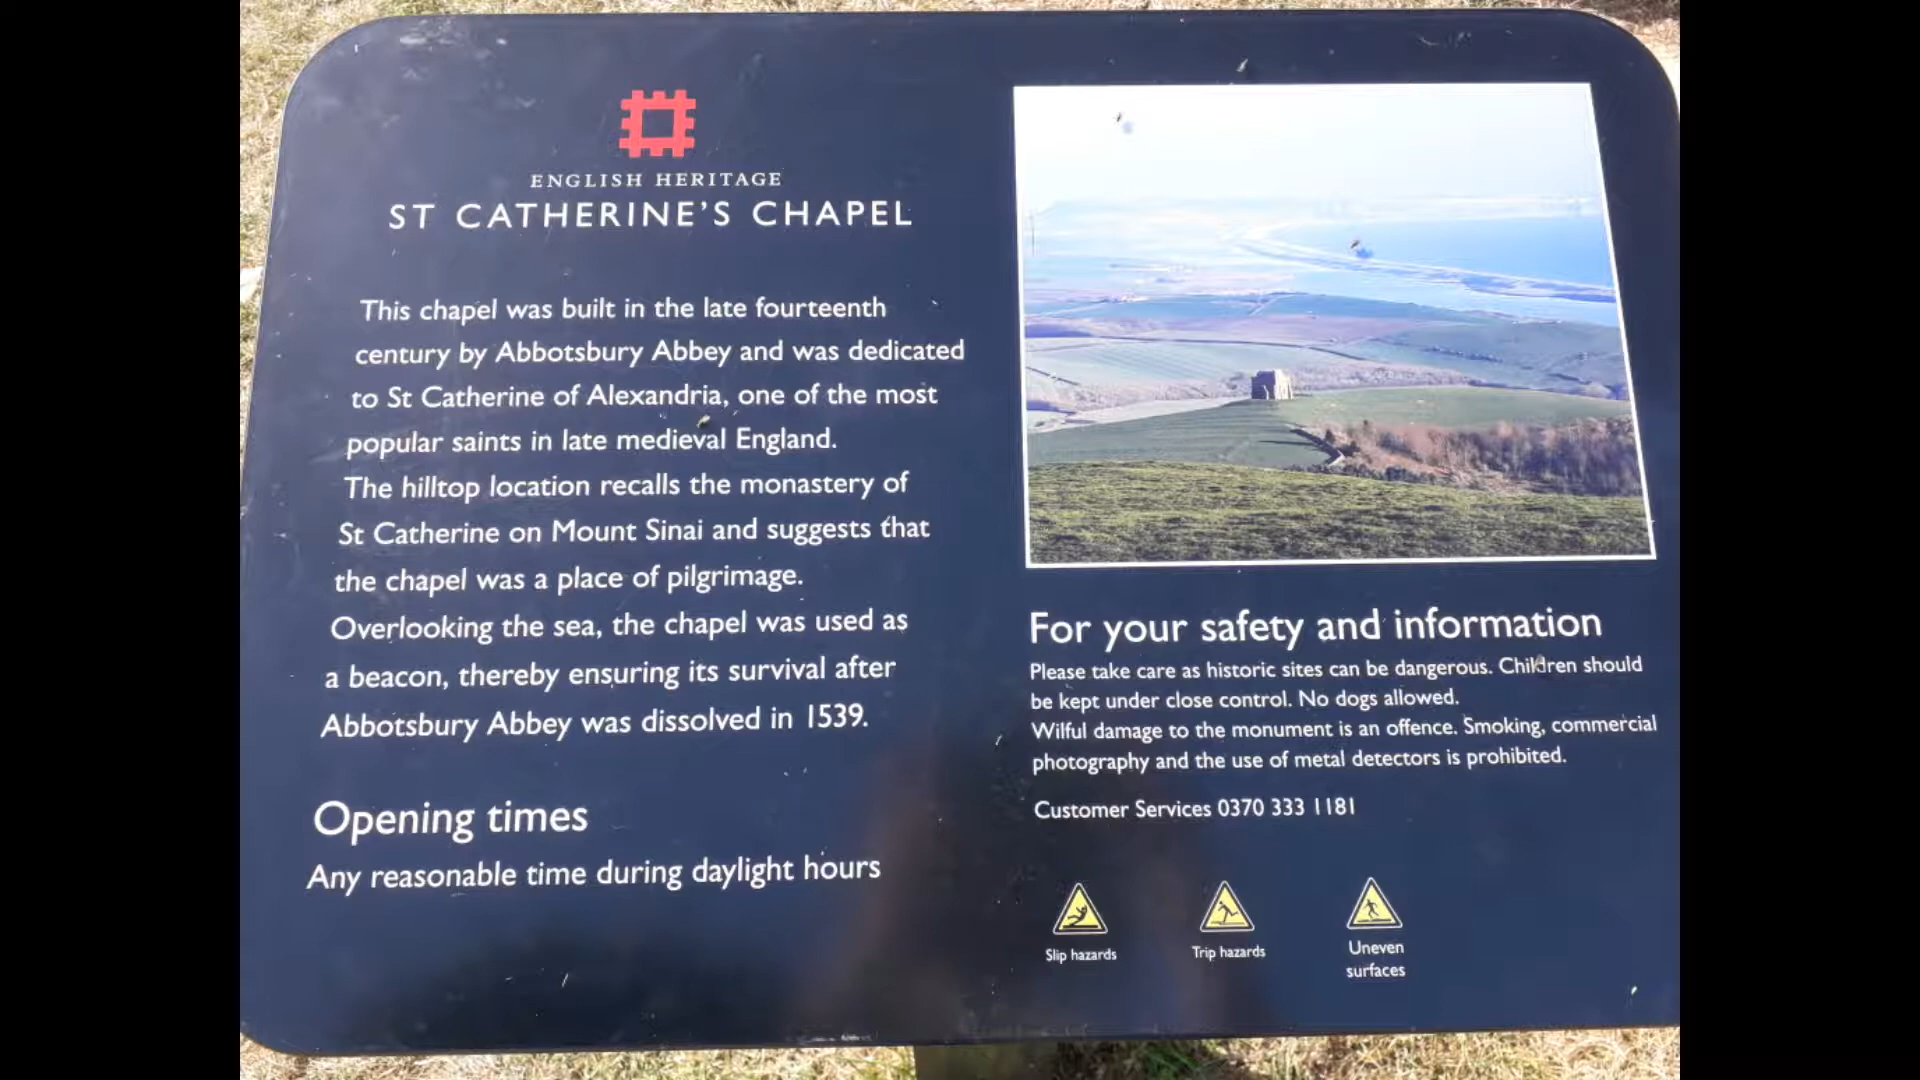 ENGLISH HERITAGE
ST CATHERINE'S CHAPEL
This chapel was built in the late fourteenth
century by Abbotsbury Abbey and was dedicated
to St Catherine of Alexandria, one of the most
popular saints in late medieval England.
The hilltop location recalls the monastery of
St Catherine on Mount Sinai and suggests that
the chapel was a place of pilgrimage.
Overlooking the sea, the chapel was used as
a beacon, thereby ensuring its survival after
Abbotsbury Abbey was dissolved in 1539.
Opening times
Any reasonable time during daylight hours
For your safety and information
Please take care as historic sites can be dangerous. Children should
be kept under close control. No dogs allowed.
Wilful damage to the monument is an offence. Smoking, commercial
photography and the use of metal detectors is prohibited.
Customer Services 0370 333 1181
Slip hazards
Trip hazards
Uneven
surfaces